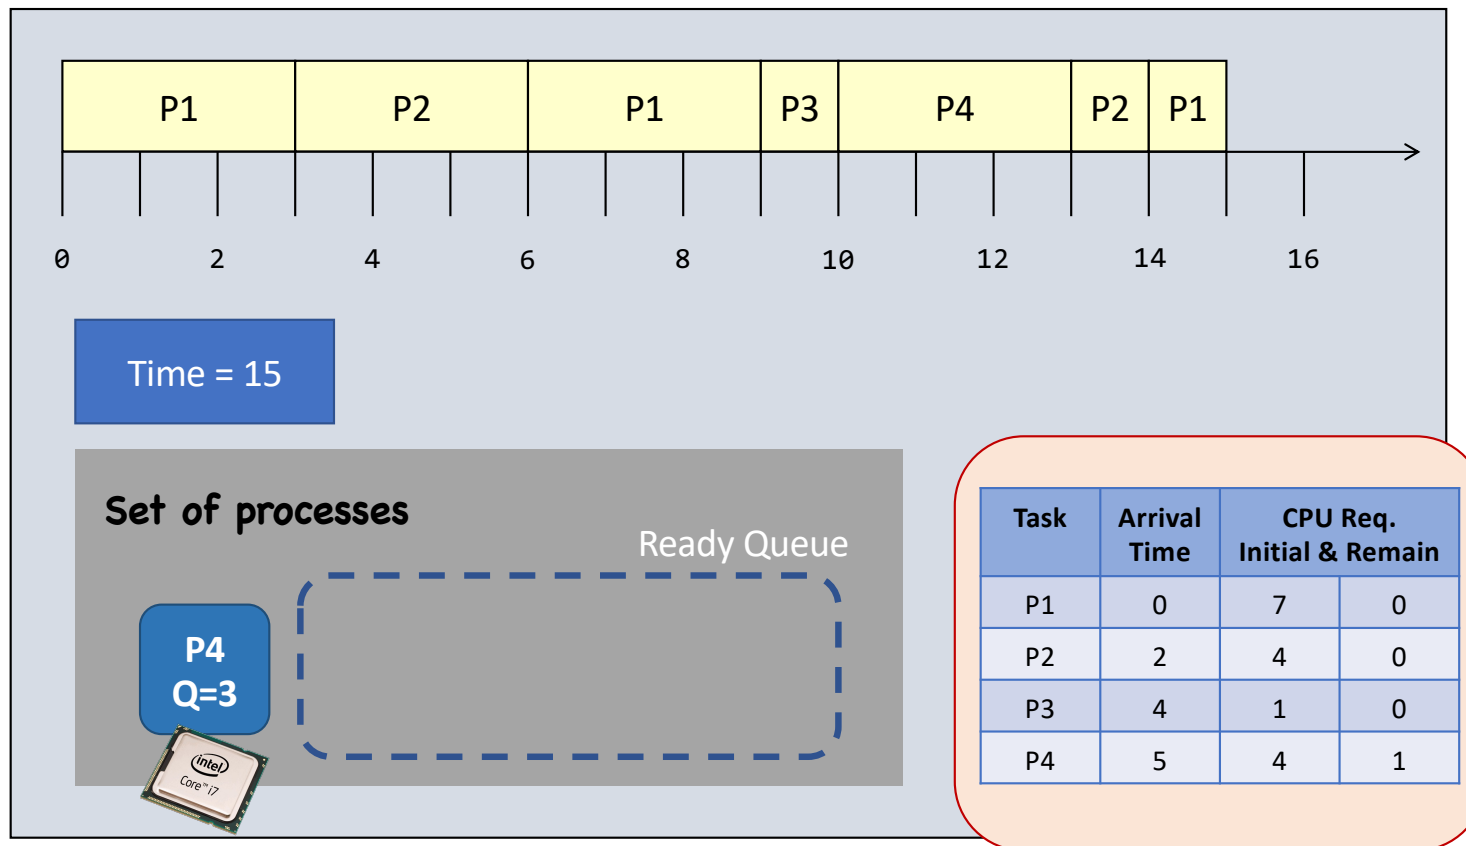 P1 P2 P1 P3 P4 P2 P1
0 2 4 6 8 10 12 14 16
Time = 15
Set of processes
Ready Queue
P4
Q=3
intel
Core™ i7
Task Arrival Time CPU Req. Initial & Remain
P1 0 7 0
P2 2 4 0
P3 4 1 0
P4 5 4 1